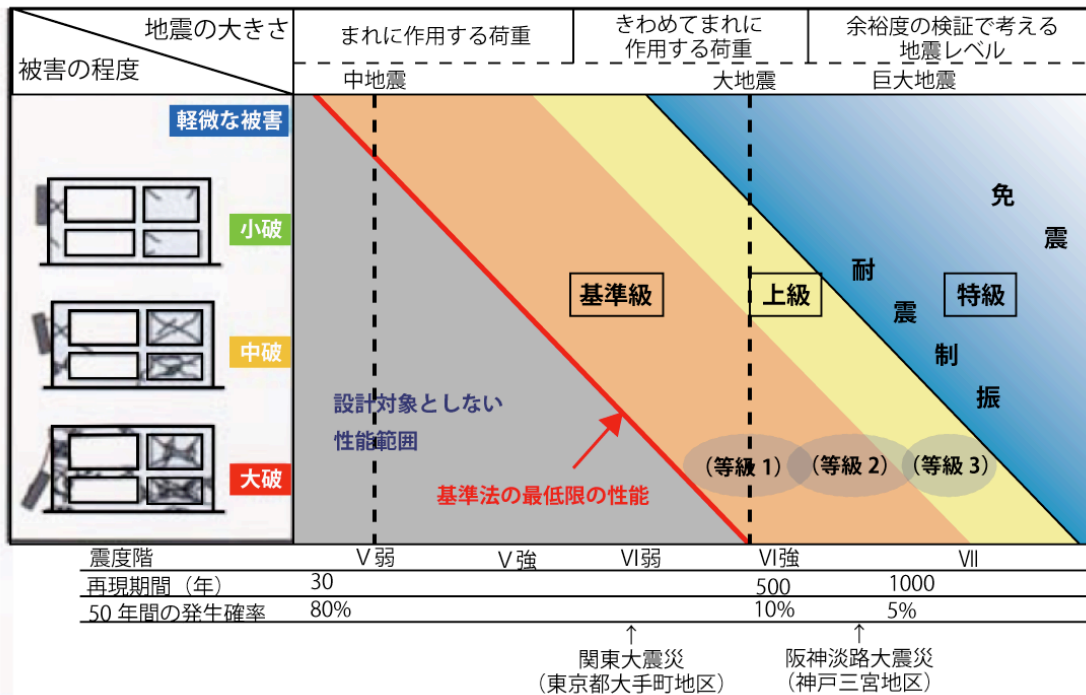 地震の大きさ
被害の程度
まれに作用する荷重
きわめてまれに
作用する荷重
余裕度の検証で考える
地震レベル
中地震
大地震
巨大地震
軽微な被害
小破
中破
大破
免震
耐震
制振
基準級
上級
特級
設計対象としない
性能範囲
基準法の最低限の性能
(等級 1)
(等級 2)
(等級 3)
震度階 Ⅴ弱 Ⅴ強 Ⅵ弱 Ⅵ強 Ⅶ
再現期間（年） 30 500 1000
50 年間の発生確率 80% 10% 5%
↑
関東大震災
（東京都大手町地区）
↑
阪神淡路大震災
（神戸三宮地区）